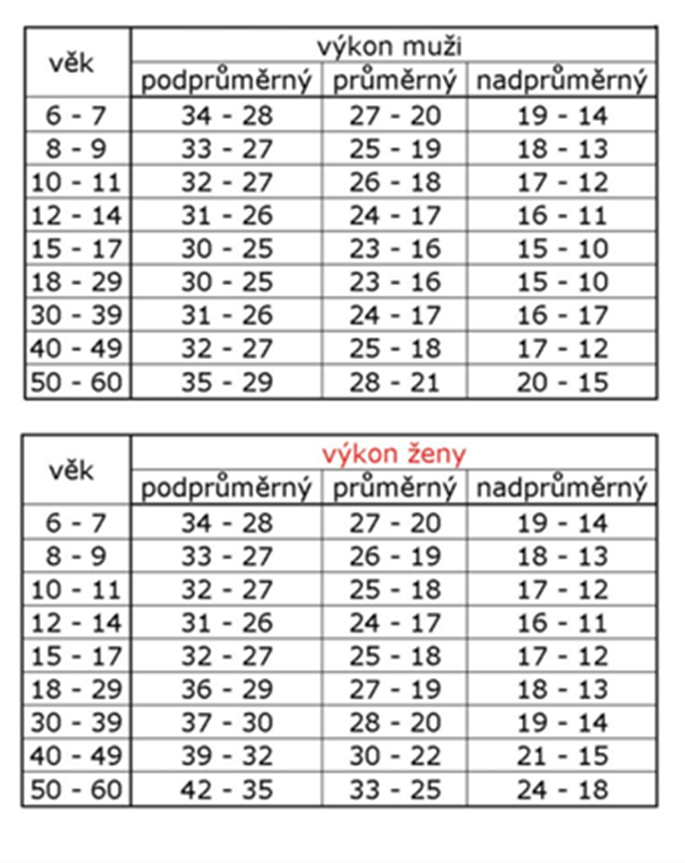 věk výkon muži
podprůměrný průměrný nadprůměrný
6 - 7 34 - 28 27 - 20 19 - 14
8 - 9 33 - 27 25 - 19 18 - 13
10 - 11 32 - 27 26 - 18 17 - 12
12 - 14 31 - 26 24 - 17 16 - 11
15 - 17 30 - 25 23 - 16 15 - 10
18 - 29 30 - 25 23 - 16 15 - 10
30 - 39 31 - 26 24 - 17 16 - 17
40 - 49 32 - 27 25 - 18 17 - 12
50 - 60 35 - 29 28 - 21 20 - 15
věk výkon ženy
podprůměrný průměrný nadprůměrný
6 - 7 34 - 28 27 - 20 19 - 14
8 - 9 33 - 27 26 - 19 18 - 13
10 - 11 32 - 27 25 - 18 17 - 12
12 - 14 31 - 26 24 - 17 16 - 11
15 - 17 32 - 27 25 - 18 17 - 12
18 - 29 36 - 29 27 - 19 18 - 13
30 - 39 37 - 30 28 - 20 19 - 14
40 - 49 39 - 32 30 - 22 21 - 15
50 - 60 42 - 35 33 - 25 24 - 18